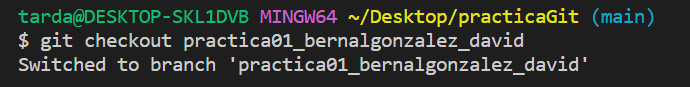 tarda@DESKTOP-SKL1DVB MINGW64 ~/Desktop/practicaGit (main)
$ git checkout practica01_bernalgonzalez_david
Switched to branch 'practica01_bernalgonzalez_david'